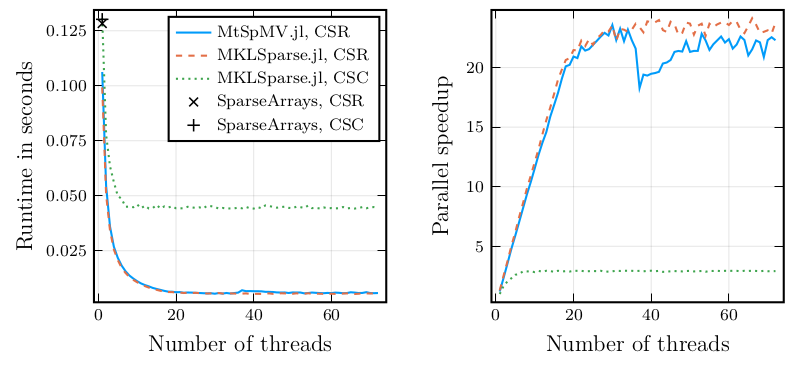 Runtime in seconds
0.125
0.100
0.075
0.050
0.025
0
20
40
60
Number of threads
MtSpMV.jl, CSR
MKLSparse.jl, CSR
MKLSparse.jl, CSC
SparseArrays, CSR
SparseArrays, CSC
Parallel speedup
20
15
10
5
0
20
40
60
Number of threads